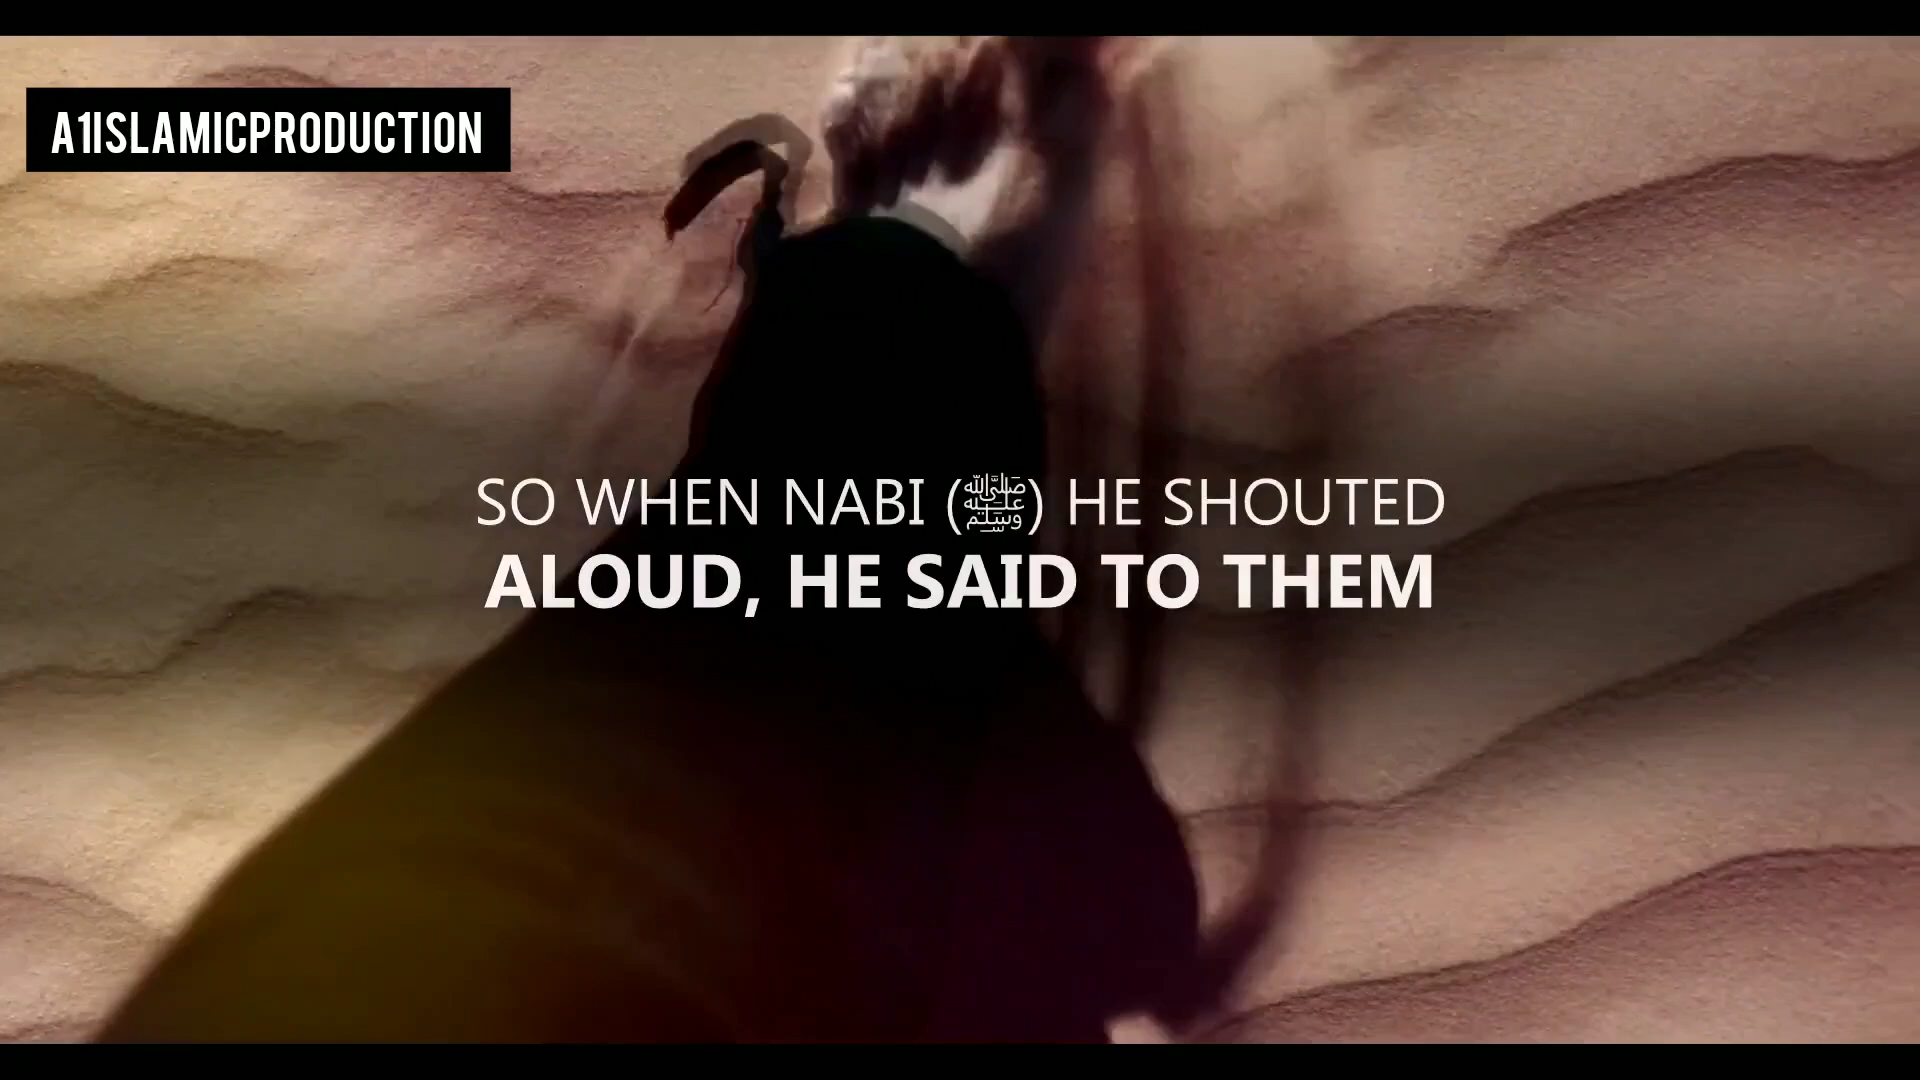 A1ISLAMICPRODUCTION
SO WHEN NABI (ﷺ) HE SHOUTED
ALOUD, HE SAID TO THEM